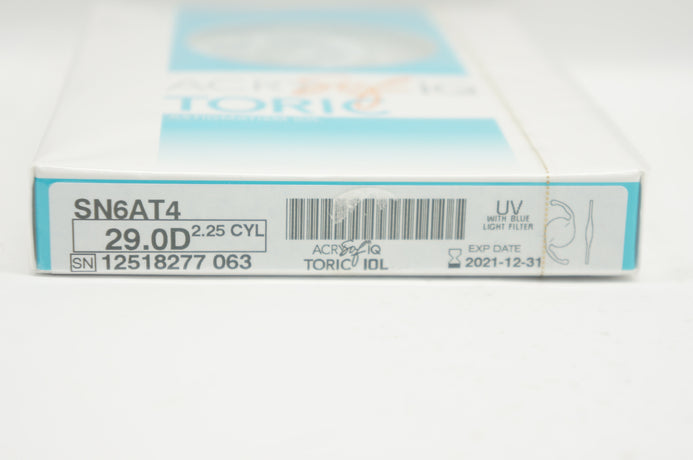 ACRYSof IQ
TORIC
SN6AT4
29.0D 2.25 CYL
SN 12518277 063
ACRYSof IQ
TORIC IOL
UV
WITH BLUE
LIGHT FILTER
EXP DATE
2021-12-31